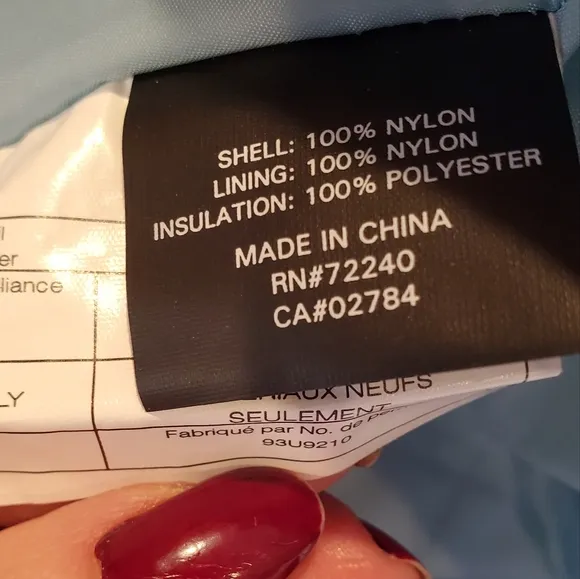 SHELL: 100% NYLON
LINING: 100% NYLON
INSULATION: 100% POLYESTER
MADE IN CHINA
RN#72240
CA#02784
NEUFS
SEULEMENT
Fabriqué par No. de
93U9210